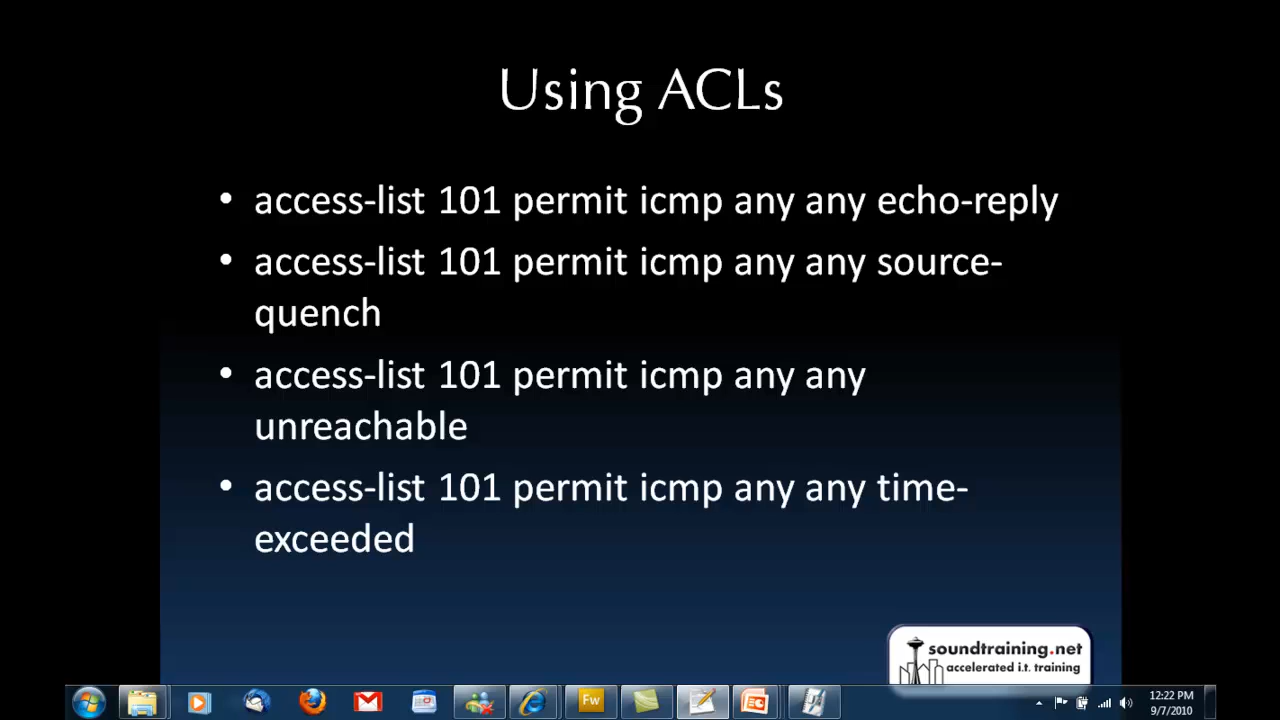 Using ACLs
• access-list 101 permit icmp any any echo-reply
• access-list 101 permit icmp any any source-
quench
• access-list 101 permit icmp any any
unreachable
• access-list 101 permit icmp any any time-
exceeded
soundtraining.net
accelerated i.t. training
Fw
12:22 PM
9/7/2010